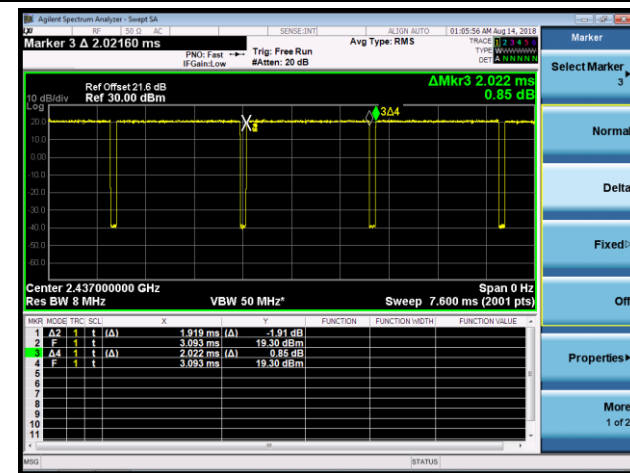 Agilent Spectrum Analyzer - Swept SA
RF 50 Ω AC SENSE:INT ALIGN AUTO 01:05:56 AM Aug 14, 2018
Marker 3 Δ 2.02160 ms
PNO: Fast
IFGain:Low
Trig: Free Run
#Atten: 20 dB
Avg Type: RMS
TRACE 1 2 3 4 5 6
TYPE
DET A N N N N N
Ref Offset 21.6 dB
10 dB/div Ref 30.00 dBm
Log
ΔMkr3 2.022 ms
0.85 dB
20.0
10.0
0.00
-10.0
-20.0
-30.0
-40.0
-50.0
-60.0
3Δ4
Center 2.437000000 GHz Span 0 Hz
Res BW 8 MHz VBW 50 MHz* Sweep 7.600 ms (2001 pts)
MKR MODE TRC SCL X Y FUNCTION FUNCTION WIDTH FUNCTION VALUE
1 Δ2 1 t (Δ) 1.919 ms (Δ) -1.91 dB
2 F 1 t 3.093 ms 19.30 dBm
3 Δ4 1 t (Δ) 2.022 ms (Δ) 0.85 dB
4 F 1 t 3.093 ms 19.30 dBm
5
6
7
8
9
10
11
MSG STATUS
Marker
Select Marker
3
Normal
Delta
Fixed
Off
Properties
More
1 of 2